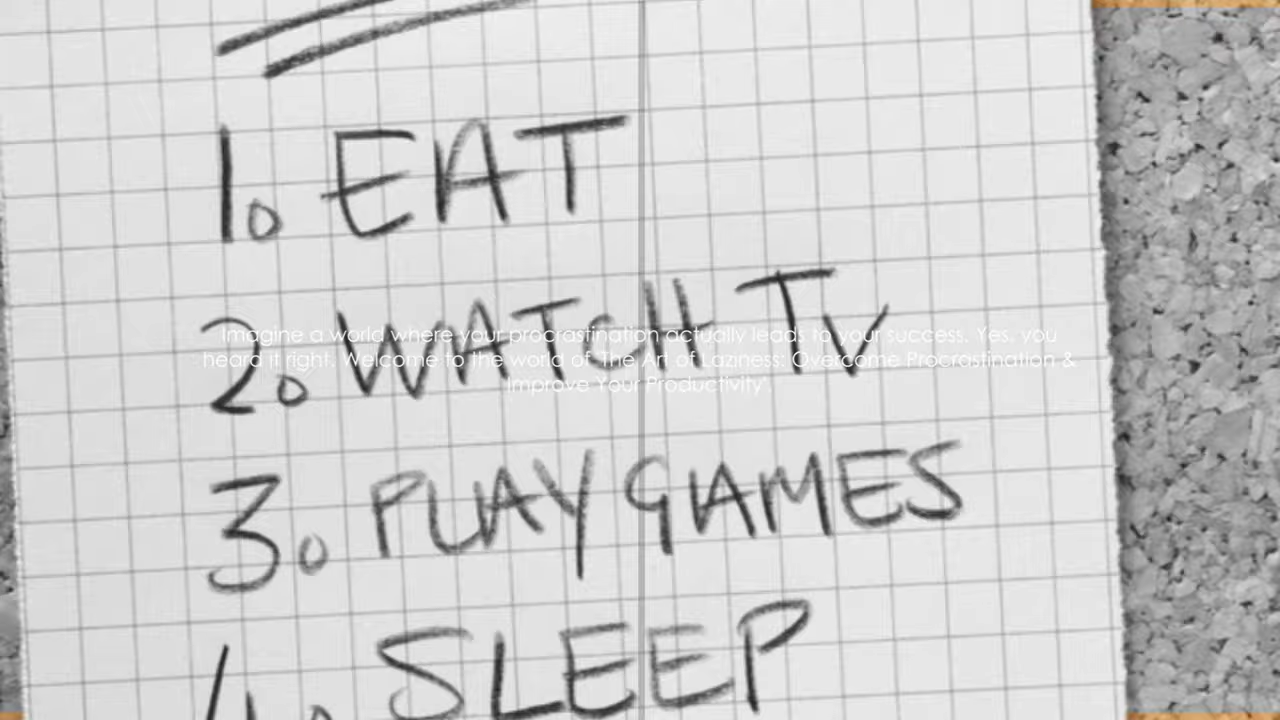 1. EAT
2. WATCH TV
Imagine a world where your procrastination actually leads to your success. Yes, you
heard it right. Welcome to the world of 'The Art of Laziness: Overcome Procrastination &
Improve Your Productivity'
3. PLAY GAMES
4. SLEEP